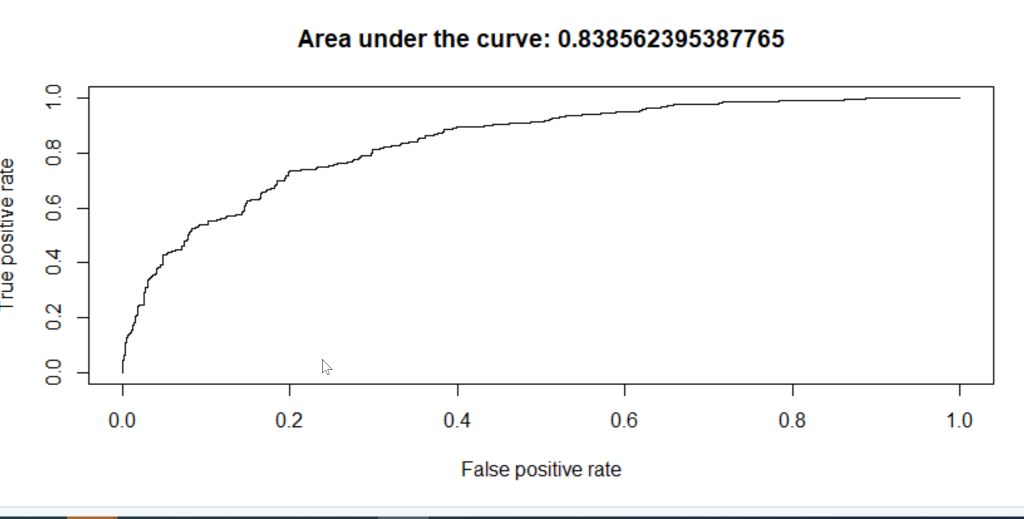 Area under the curve: 0.838562395387765
True positive rate
1.0
0.8
0.6
0.4
0.2
0.0
0.0 0.2 0.4 0.6 0.8 1.0
False positive rate